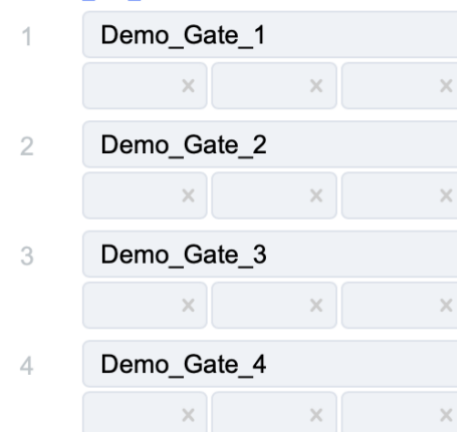 1 Demo_Gate_1
× × ×
2 Demo_Gate_2
× × ×
3 Demo_Gate_3
× × ×
4 Demo_Gate_4
× × ×